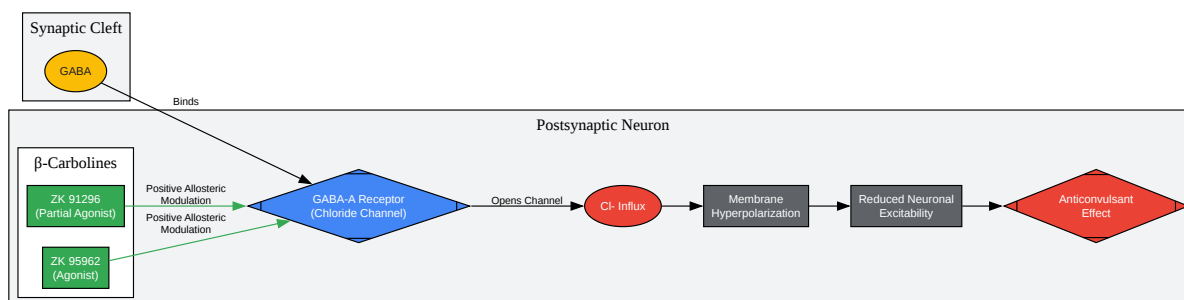 Synaptic Cleft
GABA
Binds
Postsynaptic Neuron
β-Carbolines
ZK 91296
(Partial Agonist)
Positive Allosteric
Modulation
Positive Allosteric
Modulation
ZK 95962
(Agonist)
GABA-A Receptor
(Chloride Channel)
Opens Channel
Cl- Influx
Membrane
Hyperpolarization
Reduced Neuronal
Excitability
Anticonvulsant
Effect